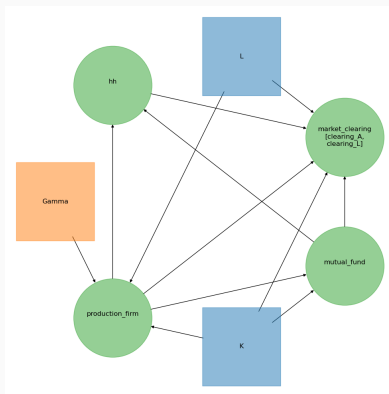 L
hh
market_clearing
[clearing_A,
clearing_L]
Gamma
mutual_fund
production_firm
K